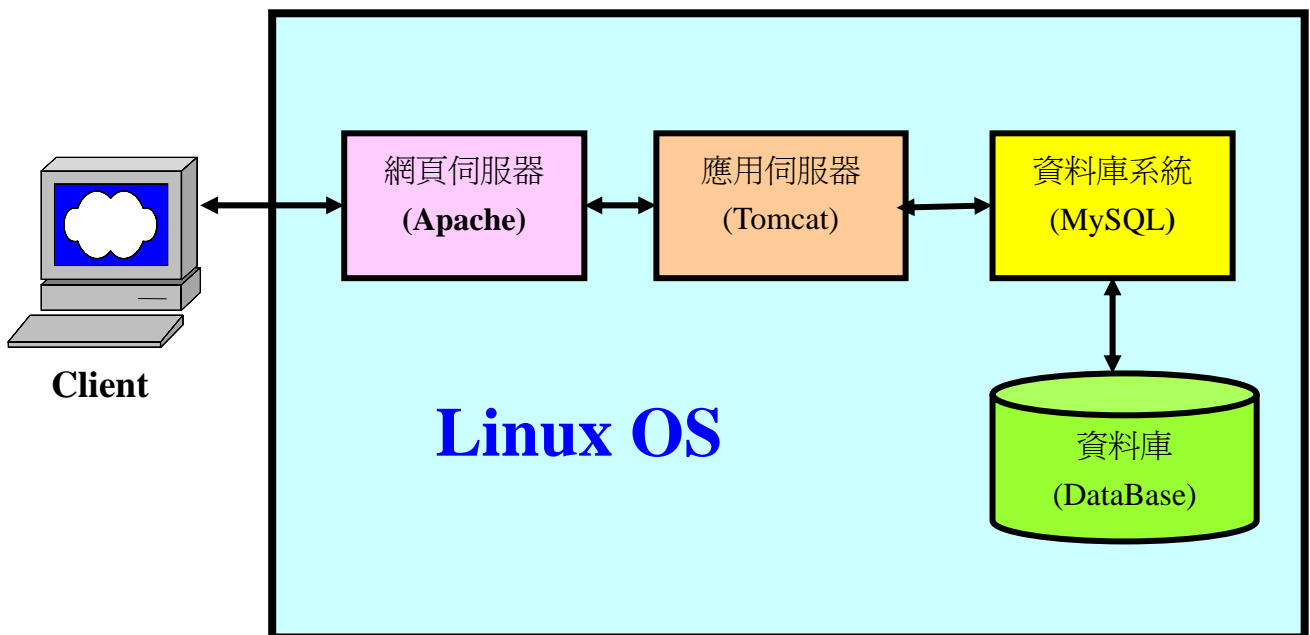 網頁伺服器
(Apache)
應用伺服器
(Tomcat)
資料庫系統
(MySQL)
Client
Linux OS
資料庫
(DataBase)